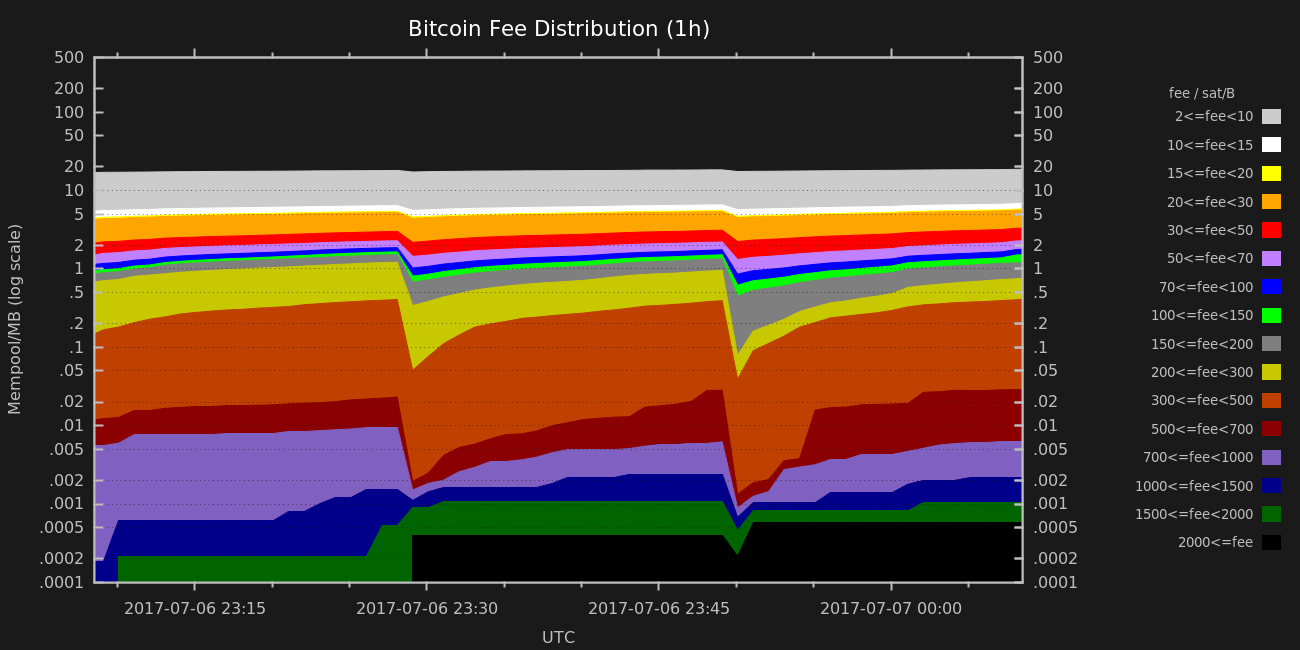 Bitcoin Fee Distribution (1h)
500 500
200 200
100 100
50 50
20 20
10 10
5 5
2 2
1 1
.5 .5
.2 .2
.1 .1
.05 .05
.02 .02
.01 .01
.005 .005
.002 .002
.001 .001
.0005 .0005
.0002 .0002
.0001 .0001
Mempool/MB (log scale)
2017-07-06 23:15 2017-07-06 23:30 2017-07-06 23:45 2017-07-07 00:00
UTC
fee / sat/B
2<=fee<10
10<=fee<15
15<=fee<20
20<=fee<30
30<=fee<50
50<=fee<70
70<=fee<100
100<=fee<150
150<=fee<200
200<=fee<300
300<=fee<500
500<=fee<700
700<=fee<1000
1000<=fee<1500
1500<=fee<2000
2000<=fee